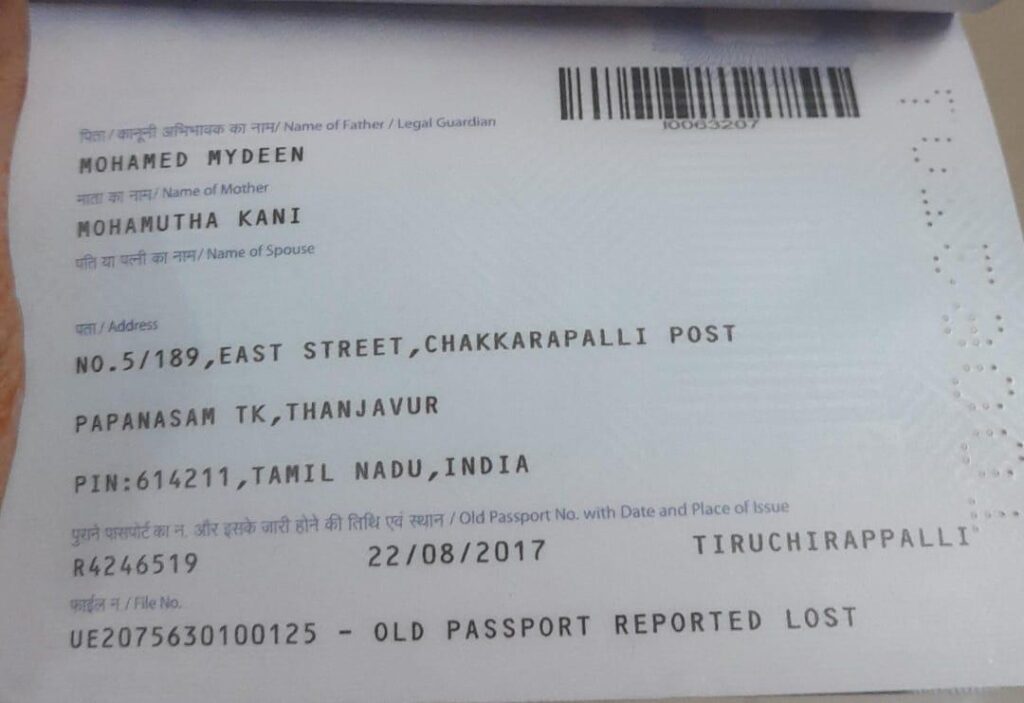 10063207
पिता / कानूनी अभिभावक का नाम/ Name of Father / Legal Guardian
MOHAMED MYDEEN
माता का नाम/ Name of Mother
MOHAMUTHA KANI
पति या पत्नी का नाम/ Name of Spouse
पता / Address
NO.5/189,EAST STREET,CHAKKARAPALLI POST
PAPANASAM TK,THANJAVUR
PIN:614211,TAMIL NADU,INDIA
पुराने पासपोर्ट का न. और इसके जारी होने की तिथि एवं स्थान / Old Passport No. with Date and Place of Issue
R4246519 22/08/2017 TIRUCHIRAPPALLI
फाईल न. / File No.
UE2075630100125 - OLD PASSPORT REPORTED LOST